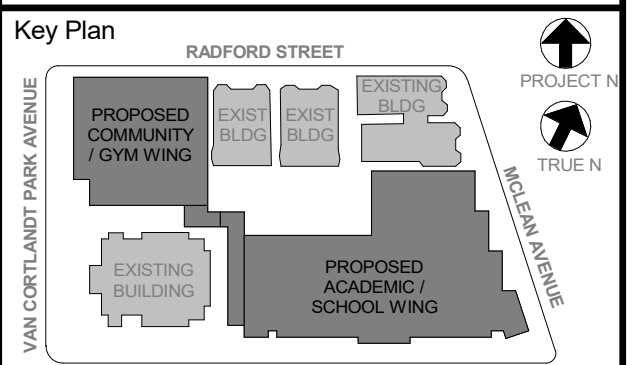 Key Plan
RADFORD STREET
PROJECT N
TRUE N
VAN CORTLANDT PARK AVENUE
PROPOSED
COMMUNITY
/ GYM WING
EXIST
BLDG
EXIST
BLDG
EXISTING
BLDG
MCLEAN AVENUE
EXISTING
BUILDING
PROPOSED
ACADEMIC /
SCHOOL WING